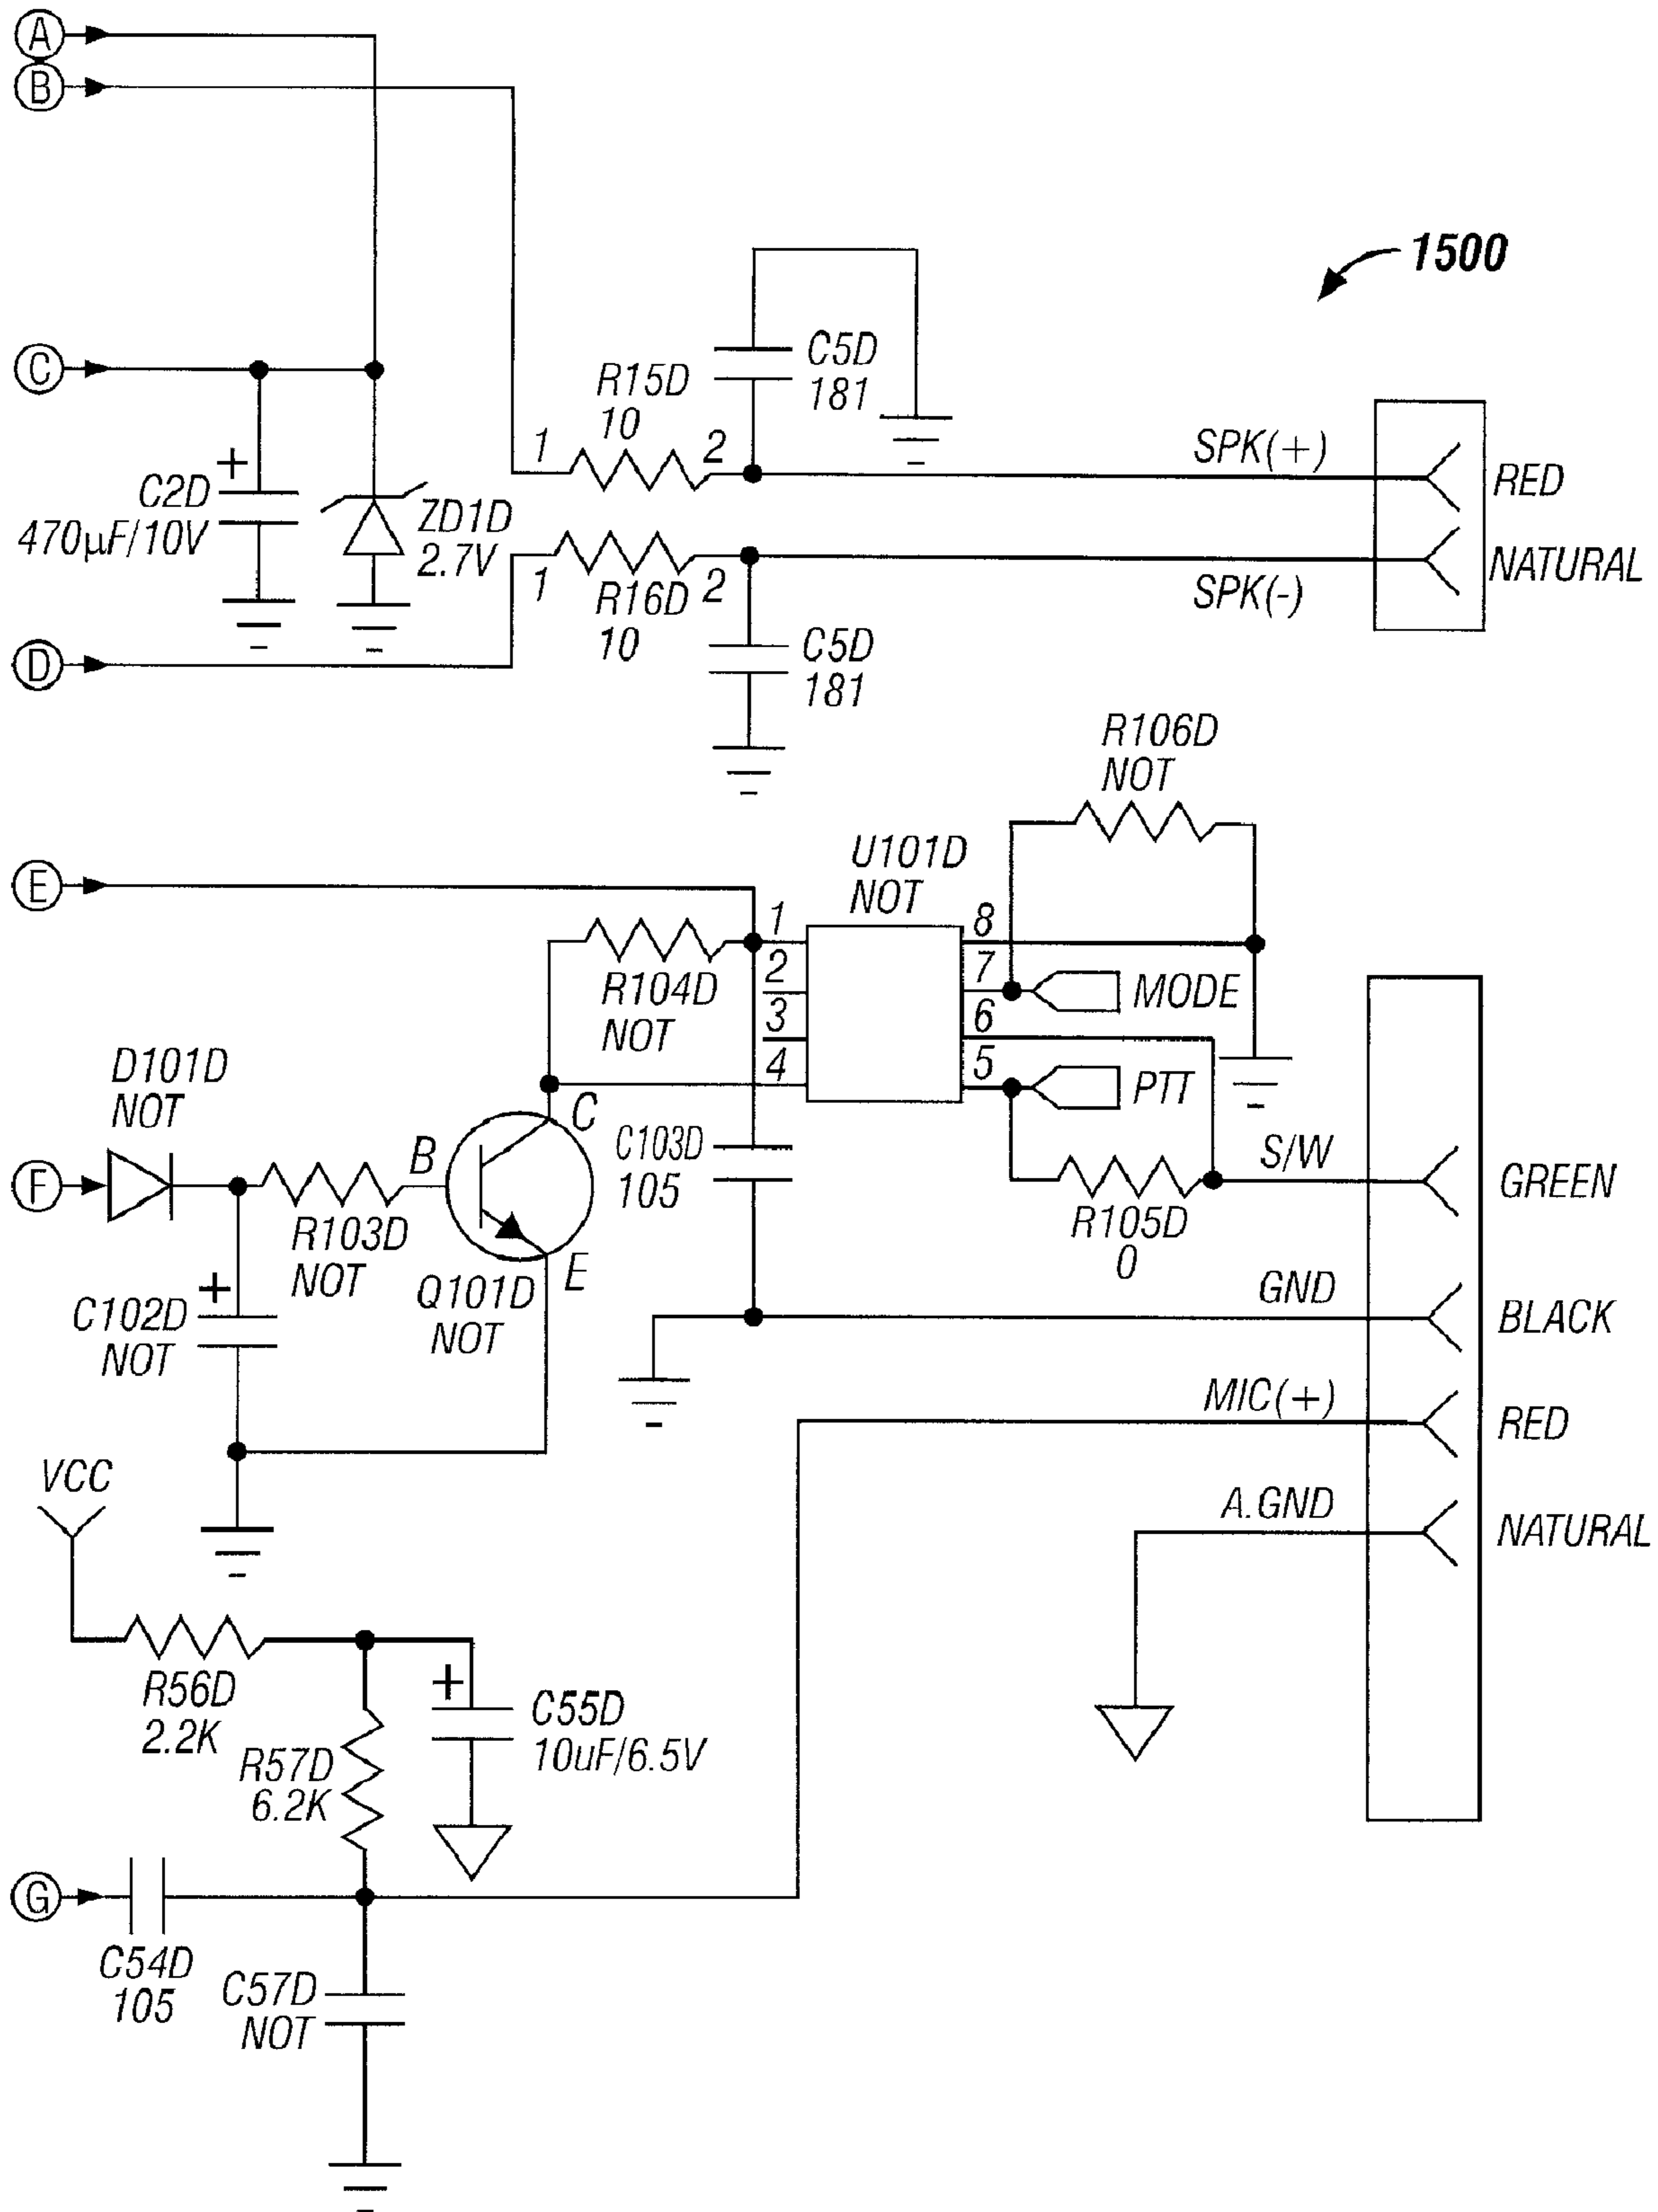 A
B
1500
C
+
C2D
470µF/10V
ZD1D
2.7V
R15D
10
1
2
C5D
181
SPK(+)
RED
1
2
R16D
10
SPK(-)
NATURAL
C5D
181
D
R106D
NOT
E
U101D
NOT
1
2
3
4
8
7
6
5
MODE
PTT
R104D
NOT
D101D
NOT
F
B
C
E
R103D
NOT
Q101D
NOT
C103D
105
+
C102D
NOT
R105D
0
S/W
GREEN
GND
BLACK
MIC(+)
RED
A.GND
NATURAL
VCC
R56D
2.2K
+
C55D
10uF/6.5V
R57D
6.2K
G
C54D
105
C57D
NOT